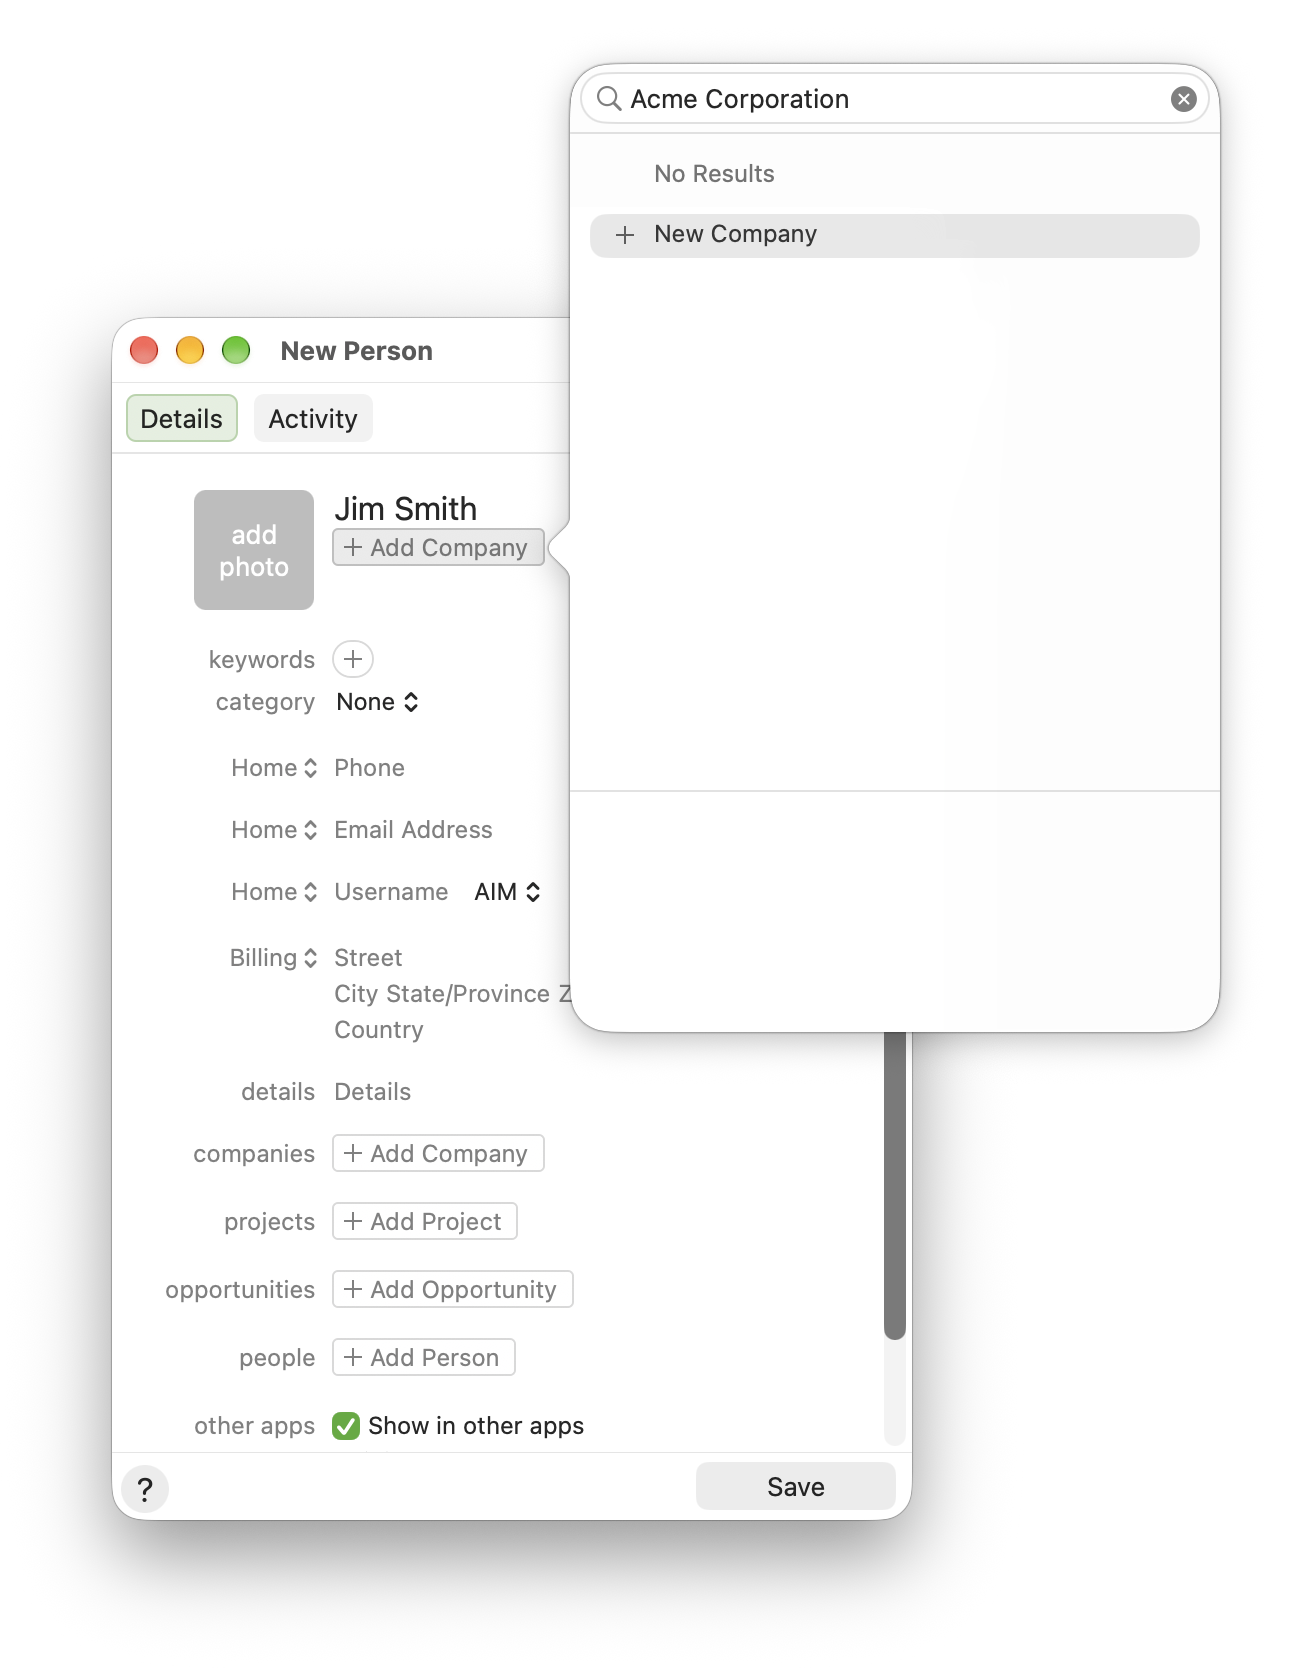 Acme Corporation
No Results
+ New Company
New Person
Details Activity
add
photo
Jim Smith
+ Add Company
keywords +
category None
Home Phone
Home Email Address
Home Username AIM
Billing Street
City State/Province Z
Country
details Details
companies + Add Company
projects + Add Project
opportunities + Add Opportunity
people + Add Person
other apps Show in other apps
? Save